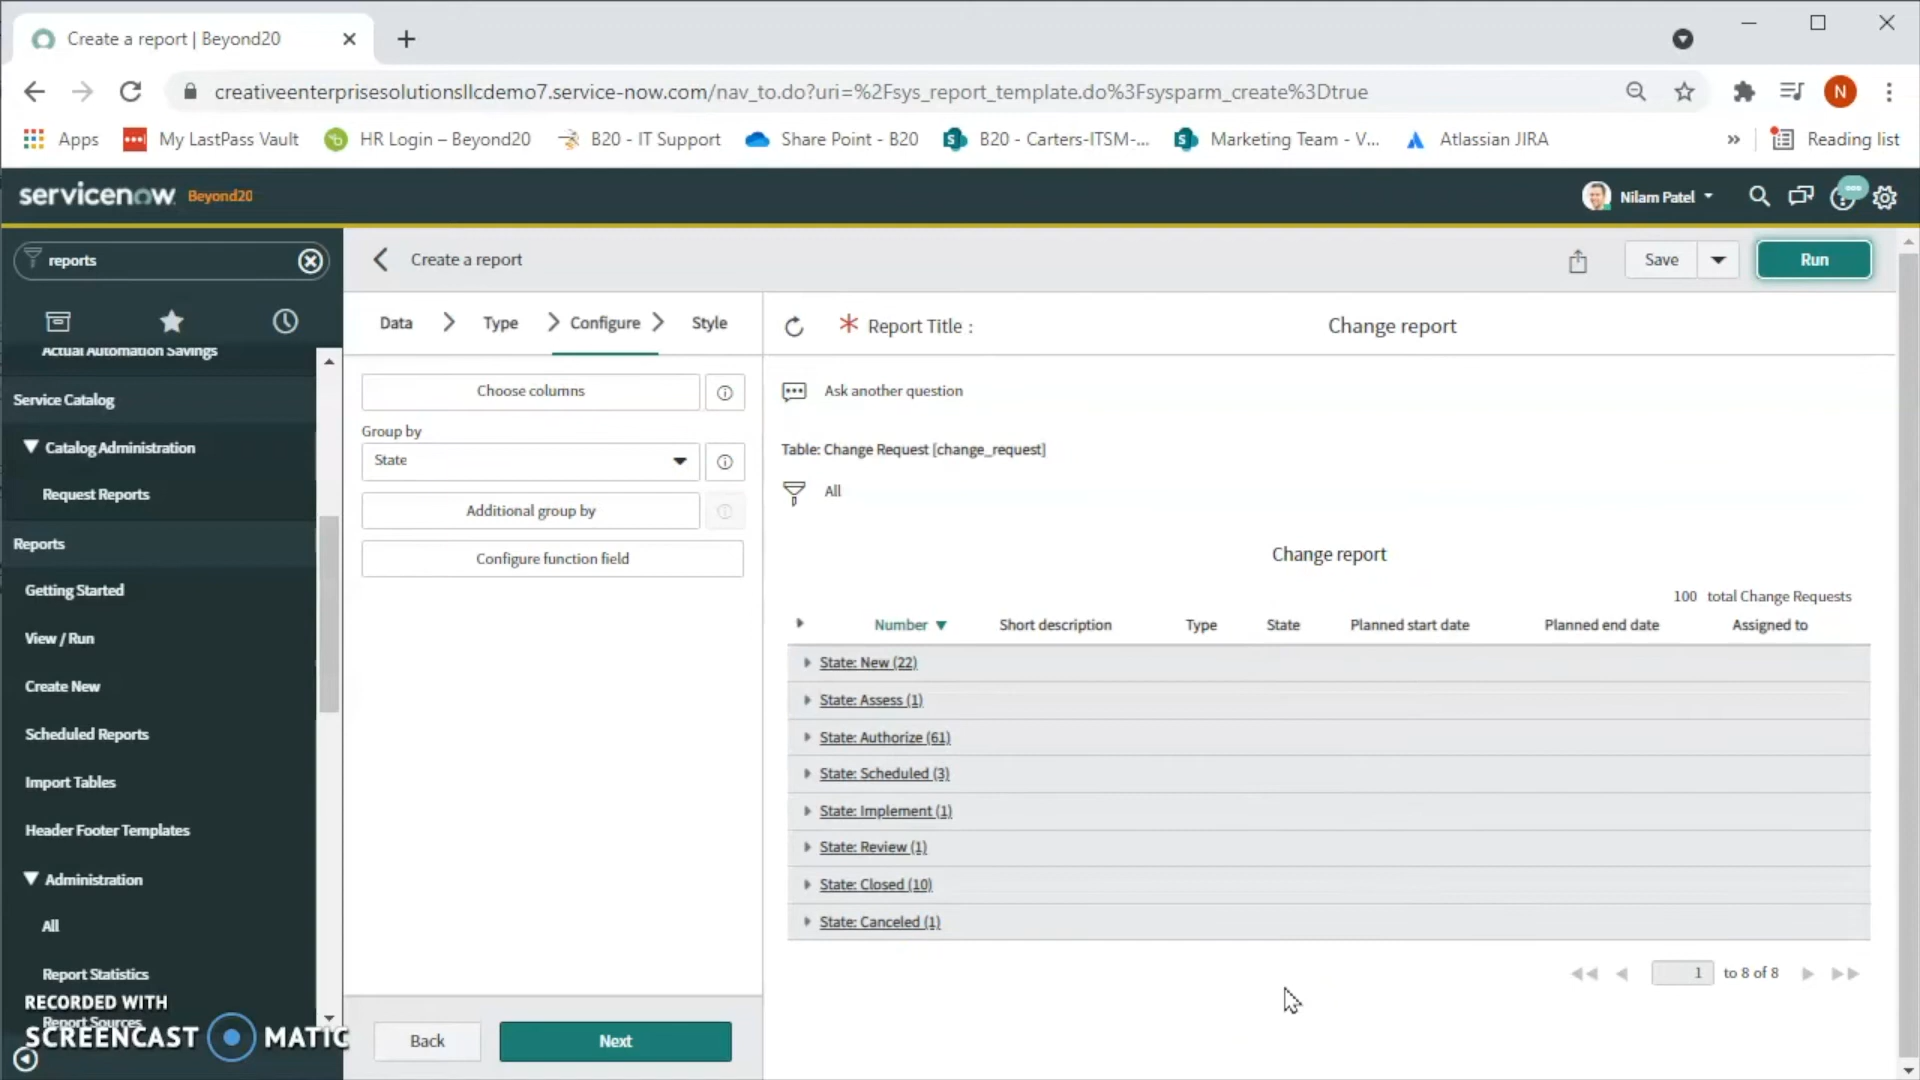 Create a report | Beyond20
creativeenterprisesolutionsllcdemo7.service-now.com/nav_to.do?uri=%2Fsys_report_template.do%3Fsysparm_create%3Dtrue
N
Apps
My LastPass Vault
HR Login – Beyond20
B20 - IT Support
Share Point - B20
B20 - Carters-ITSM-...
Marketing Team - V...
Atlassian JIRA
»
Reading list
servicenow Beyond20
Nilam Patel
reports
Create a report
Save
Run
Data
Type
Configure
Style
Report Title :
Change report
Actual Automation Savings
Service Catalog
Catalog Administration
Request Reports
Reports
Getting Started
View / Run
Create New
Scheduled Reports
Import Tables
Header Footer Templates
Administration
All
Report Statistics
Report Sources
RECORDED WITH
SCREENCAST MATIC
Choose columns
Group by
State
Additional group by
Configure function field
Back
Next
Ask another question
Table: Change Request [change_request]
All
Change report
100 total Change Requests
Number Short description Type State Planned start date Planned end date Assigned to
State: New (22)
State: Assess (1)
State: Authorize (61)
State: Scheduled (3)
State: Implement (1)
State: Review (1)
State: Closed (10)
State: Canceled (1)
1 to 8 of 8